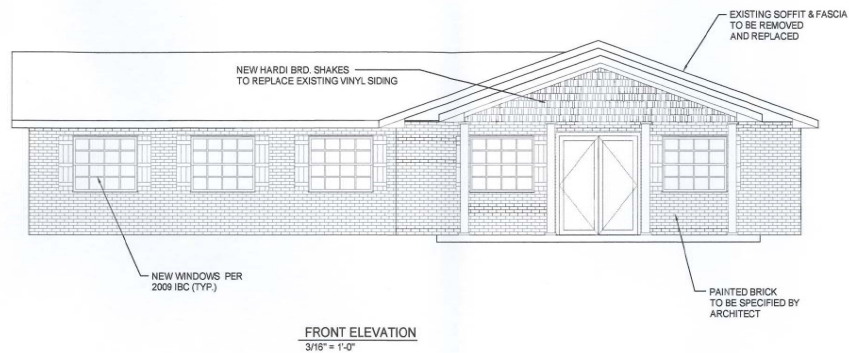 EXISTING SOFFIT & FASCIA
TO BE REMOVED
AND REPLACED
NEW HARDI BRD. SHAKES
TO REPLACE EXISTING VINYL SIDING
NEW WINDOWS PER
2009 IBC (TYP.)
PAINTED BRICK
TO BE SPECIFIED BY
ARCHITECT
FRONT ELEVATION
3/16" = 1'-0"